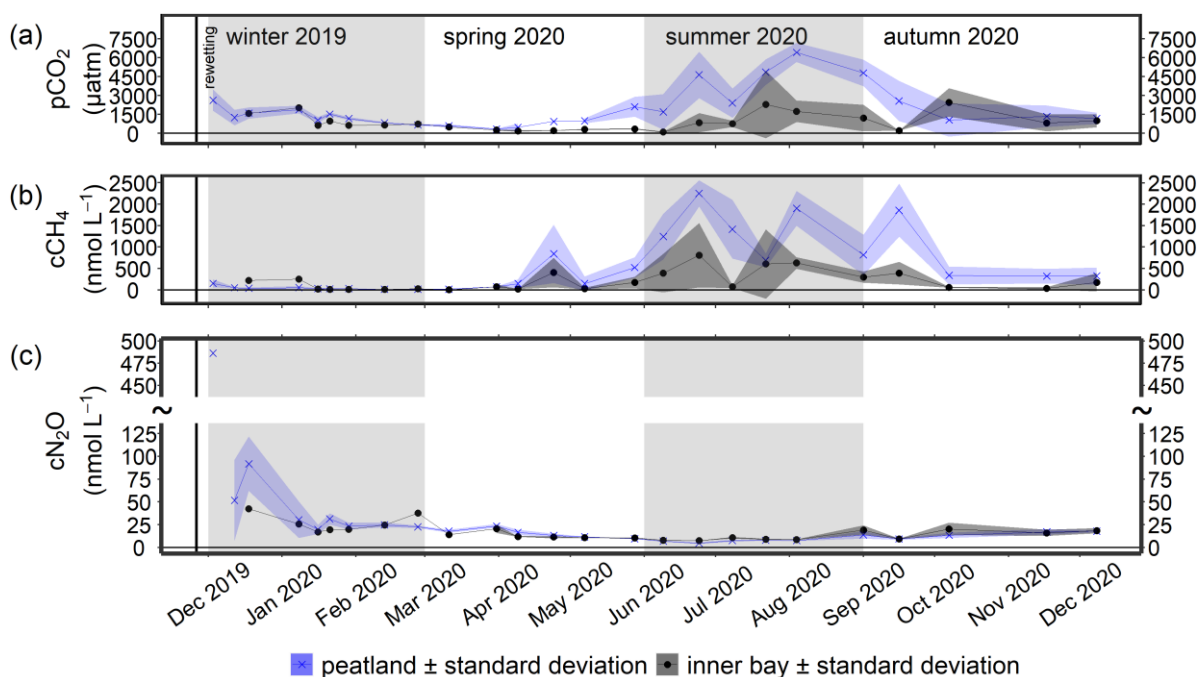 (a)
winter 2019 spring 2020 summer 2020 autumn 2020
rewetting
pCO₂
(µatm)
7500 7500
6000 6000
4500 4500
3000 3000
1500 1500
0 0
(b)
cCH₄
(nmol L⁻¹)
2500 2500
2000 2000
1500 1500
1000 1000
500 500
0 0
(c)
cN₂O
(nmol L⁻¹)
500 500
475 475
450 450
~ ~
125 125
100 100
75 75
50 50
25 25
0 0
Dec 2019 Jan 2020 Feb 2020 Mar 2020 Apr 2020 May 2020 Jun 2020 Jul 2020 Aug 2020 Sep 2020 Oct 2020 Nov 2020 Dec 2020
peatland ± standard deviation inner bay ± standard deviation